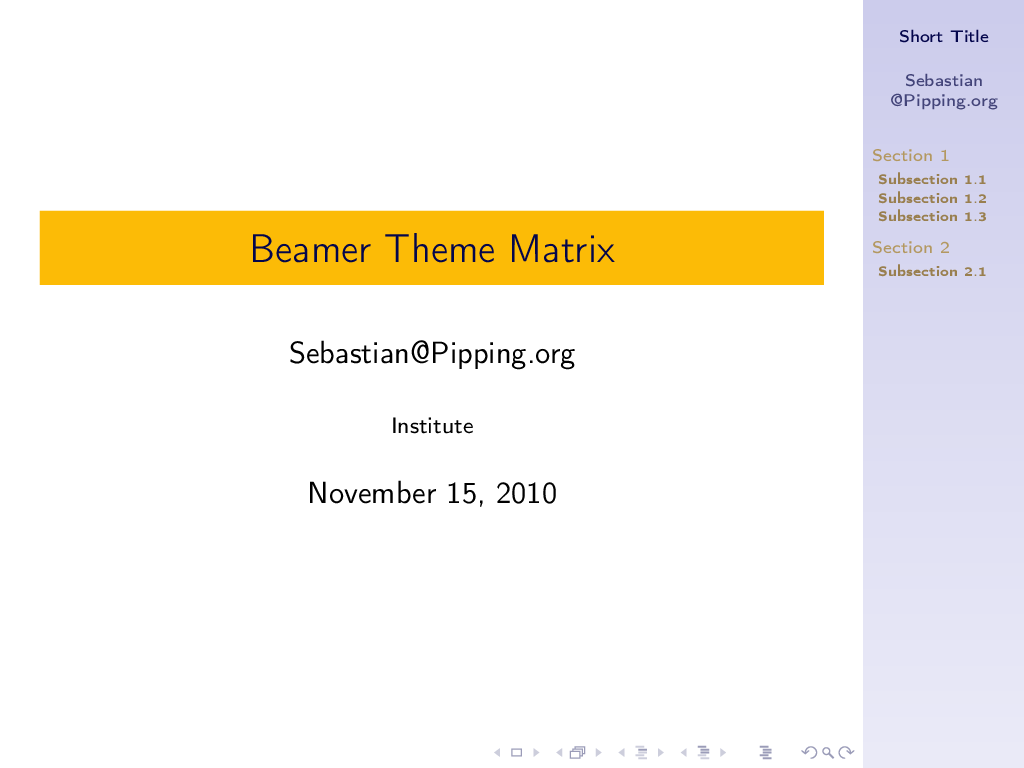 Beamer Theme Matrix
Sebastian@Pipping.org
Institute
November 15, 2010
Short Title
Sebastian
@Pipping.org
Section 1
Subsection 1.1
Subsection 1.2
Subsection 1.3
Section 2
Subsection 2.1